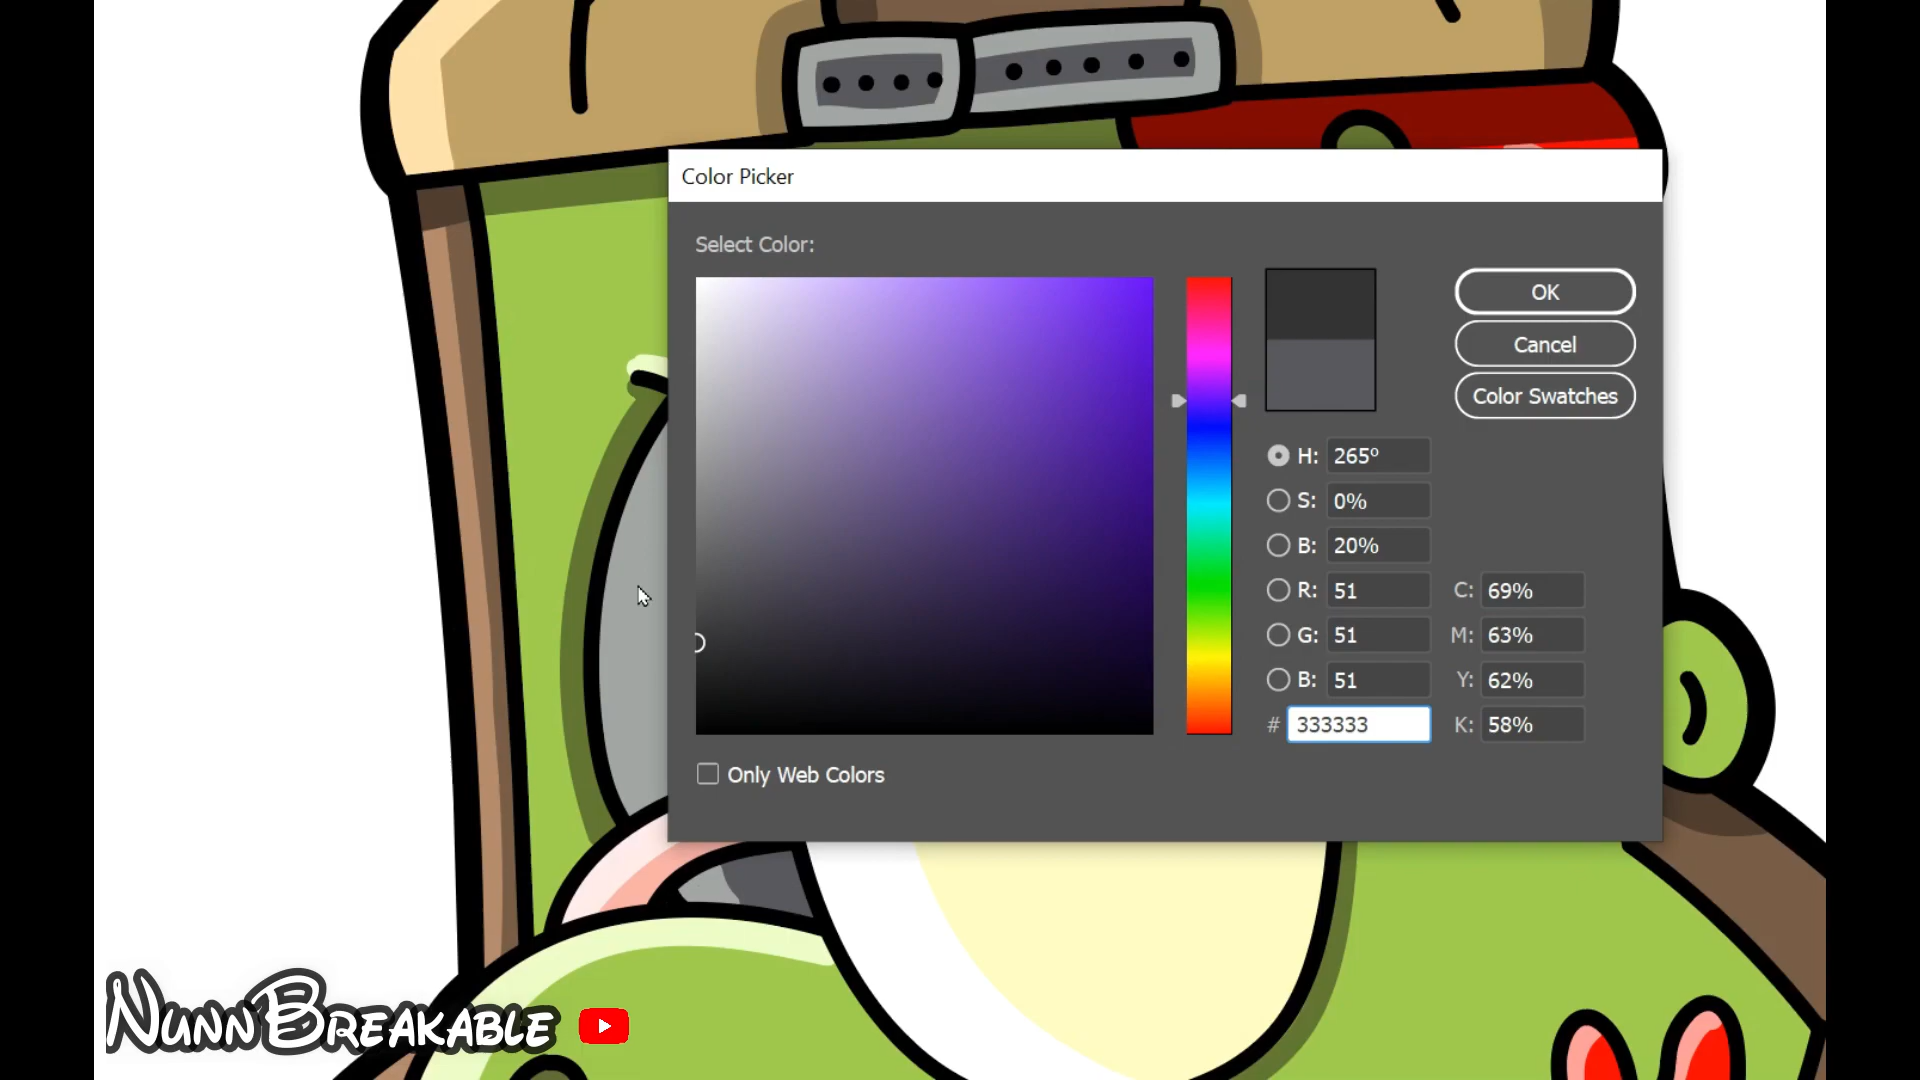 Color Picker
Select Color:
OK
Cancel
Color Swatches
H: 265°
S: 0%
B: 20%
R: 51 C: 69%
G: 51 M: 63%
B: 51 Y: 62%
# 333333 K: 58%
Only Web Colors
NUNNBREAKABLE